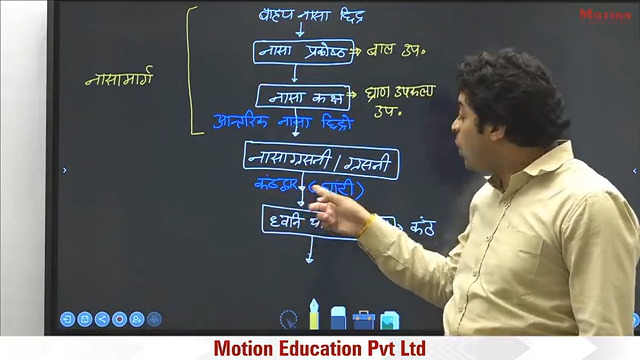 बाह्य नासा छिद्र
नासा प्रकोष्ठ → बाल उप.
नासामार्ग
नासा कक्ष → घ्राण उपकला
उप.
आन्तरिक नासा छिद्रो
नासाग्रसनी / ग्रसनी
कंठद्वार (घांटी)
ध्वनि → कंठ
MOTION
Motion Education Pvt Ltd